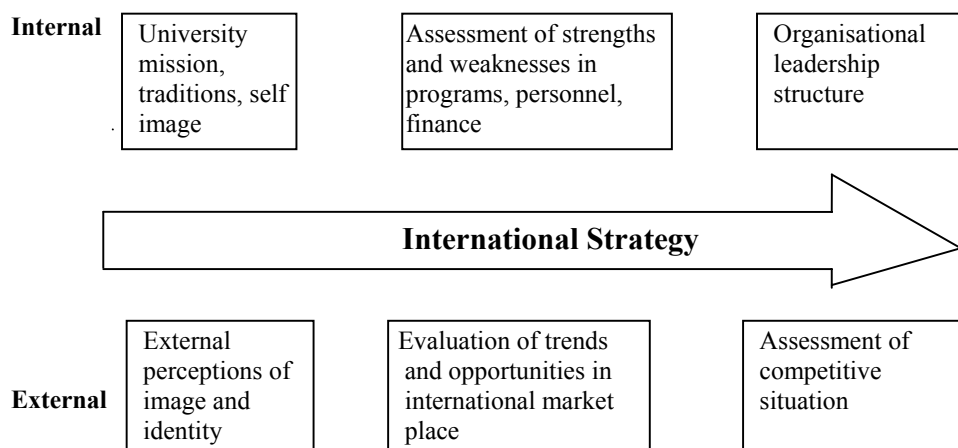 Internal
University
mission,
traditions, self
image
Assessment of strengths
and weaknesses in
programs, personnel,
finance
Organisational
leadership
structure
International Strategy
External
External
perceptions of
image and
identity
Evaluation of trends
and opportunities in
international market
place
Assessment of
competitive
situation